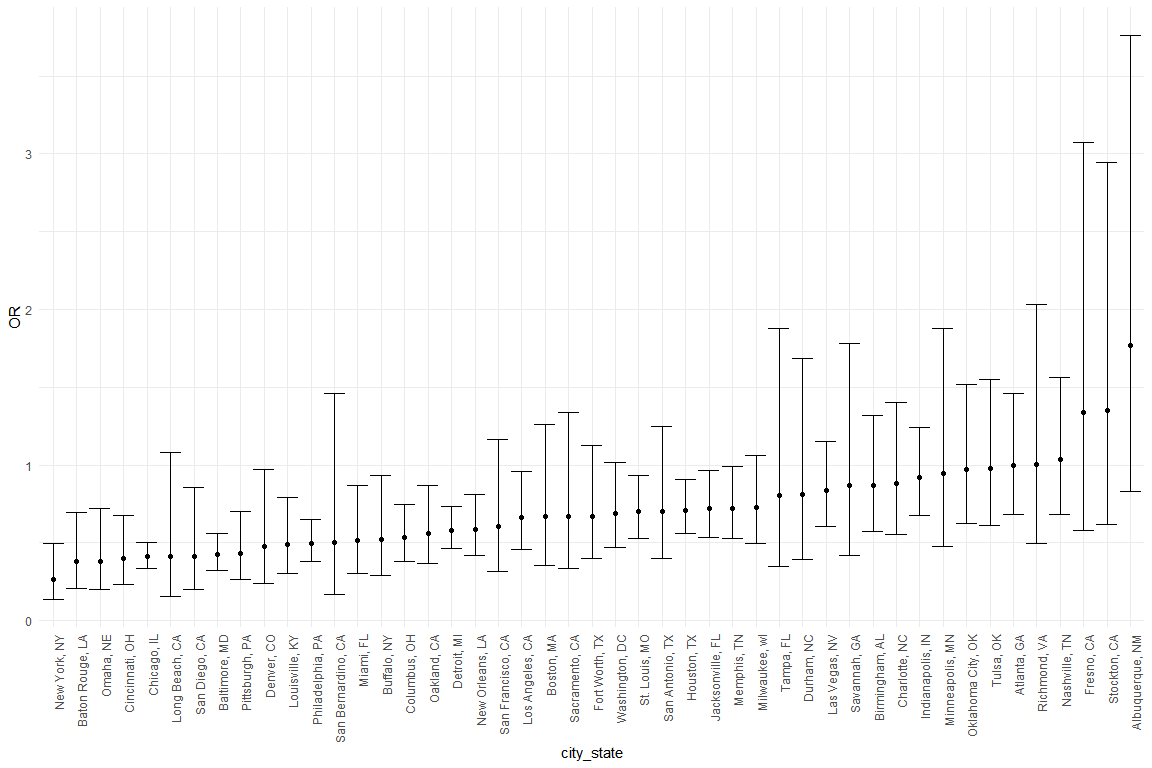 3
2
1
0
OR
New York, NY
Baton Rouge, LA
Omaha, NE
Cincinnati, OH
Chicago, IL
Long Beach, CA
San Diego, CA
Baltimore, MD
Pittsburgh, PA
Denver, CO
Louisville, KY
Philadelphia, PA
San Bernardino, CA
Miami, FL
Buffalo, NY
Columbus, OH
Oakland, CA
Detroit, MI
New Orleans, LA
San Francisco, CA
Los Angeles, CA
Boston, MA
Sacramento, CA
Fort Worth, TX
Washington, DC
St. Louis, MO
San Antonio, TX
Houston, TX
Jacksonville, FL
Memphis, TN
Milwaukee, wI
Tampa, FL
Durham, NC
Las Vegas, NV
Savannah, GA
Birmingham, AL
Charlotte, NC
Indianapolis, IN
Minneapolis, MN
Oklahoma City, OK
Tulsa, OK
Atlanta, GA
Richmond, VA
Nashville, TN
Fresno, CA
Stockton, CA
Albuquerque, NM
city_state